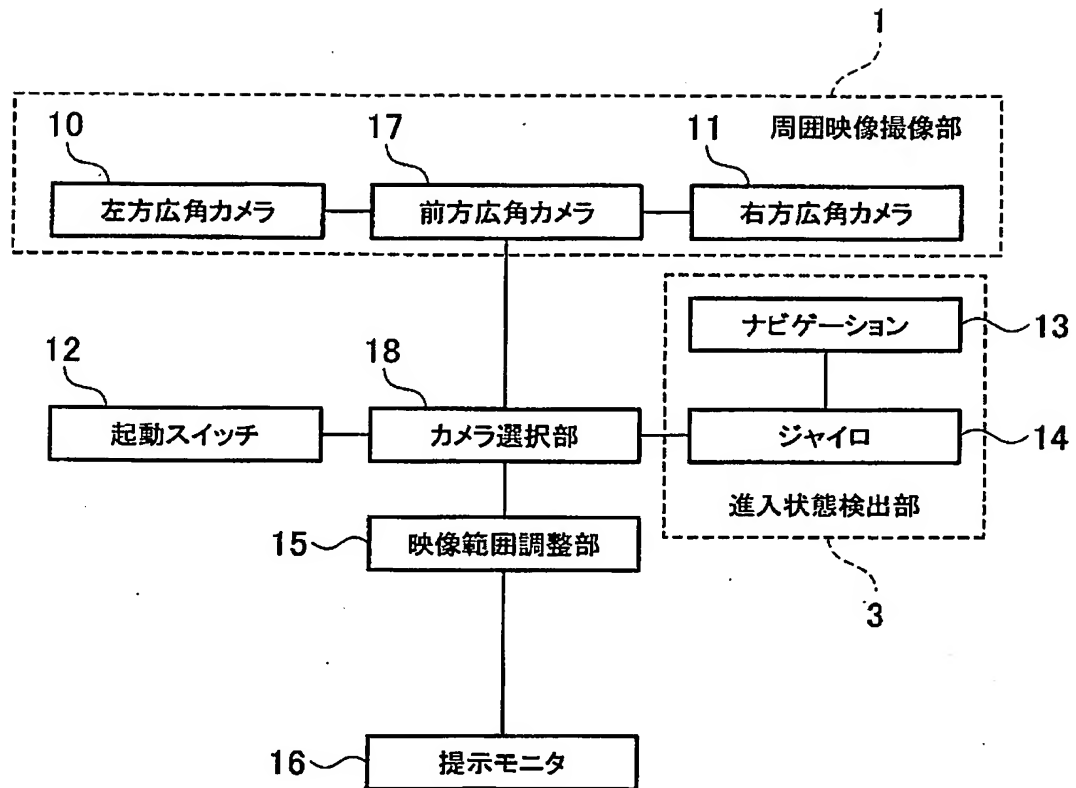 1
周囲映像撮像部
10
17
11
左方広角カメラ
前方広角カメラ
右方広角カメラ
ナビゲーション
13
12
18
起動スイッチ
カメラ選択部
ジャイロ
14
進入状態検出部
15
映像範囲調整部
3
16
提示モニタ